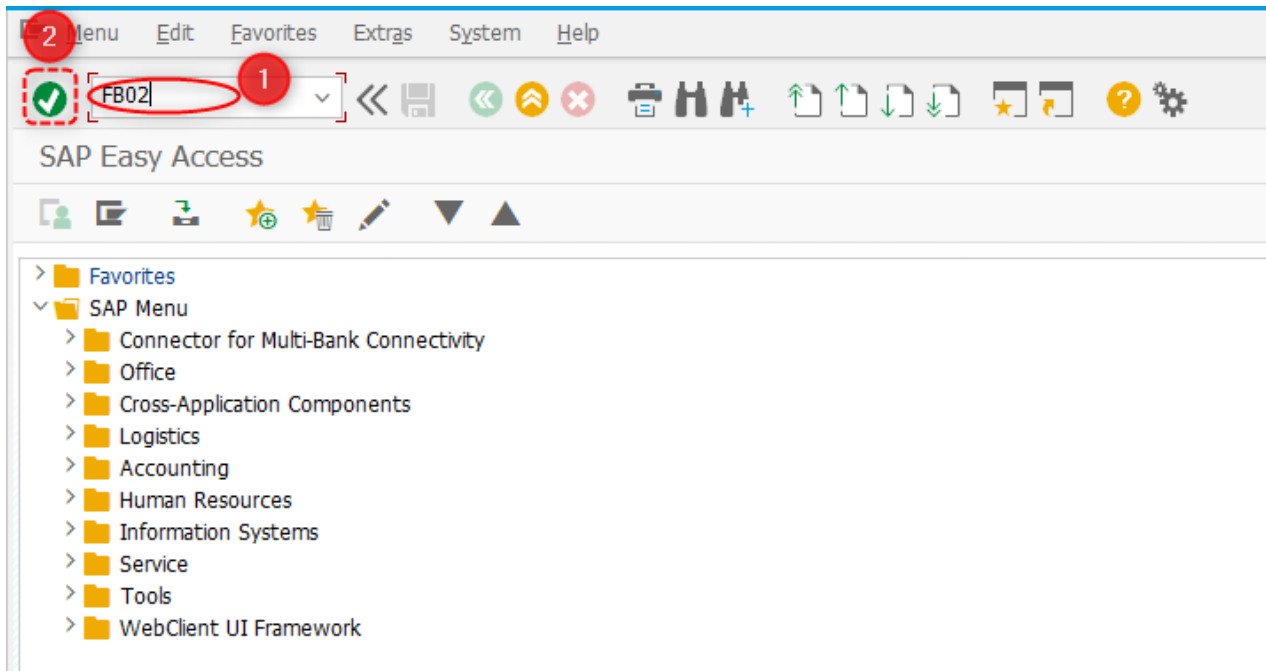 2 Menu Edit Favorites Extras System Help
FB02 1
SAP Easy Access
Favorites
SAP Menu
Connector for Multi-Bank Connectivity
Office
Cross-Application Components
Logistics
Accounting
Human Resources
Information Systems
Service
Tools
WebClient UI Framework